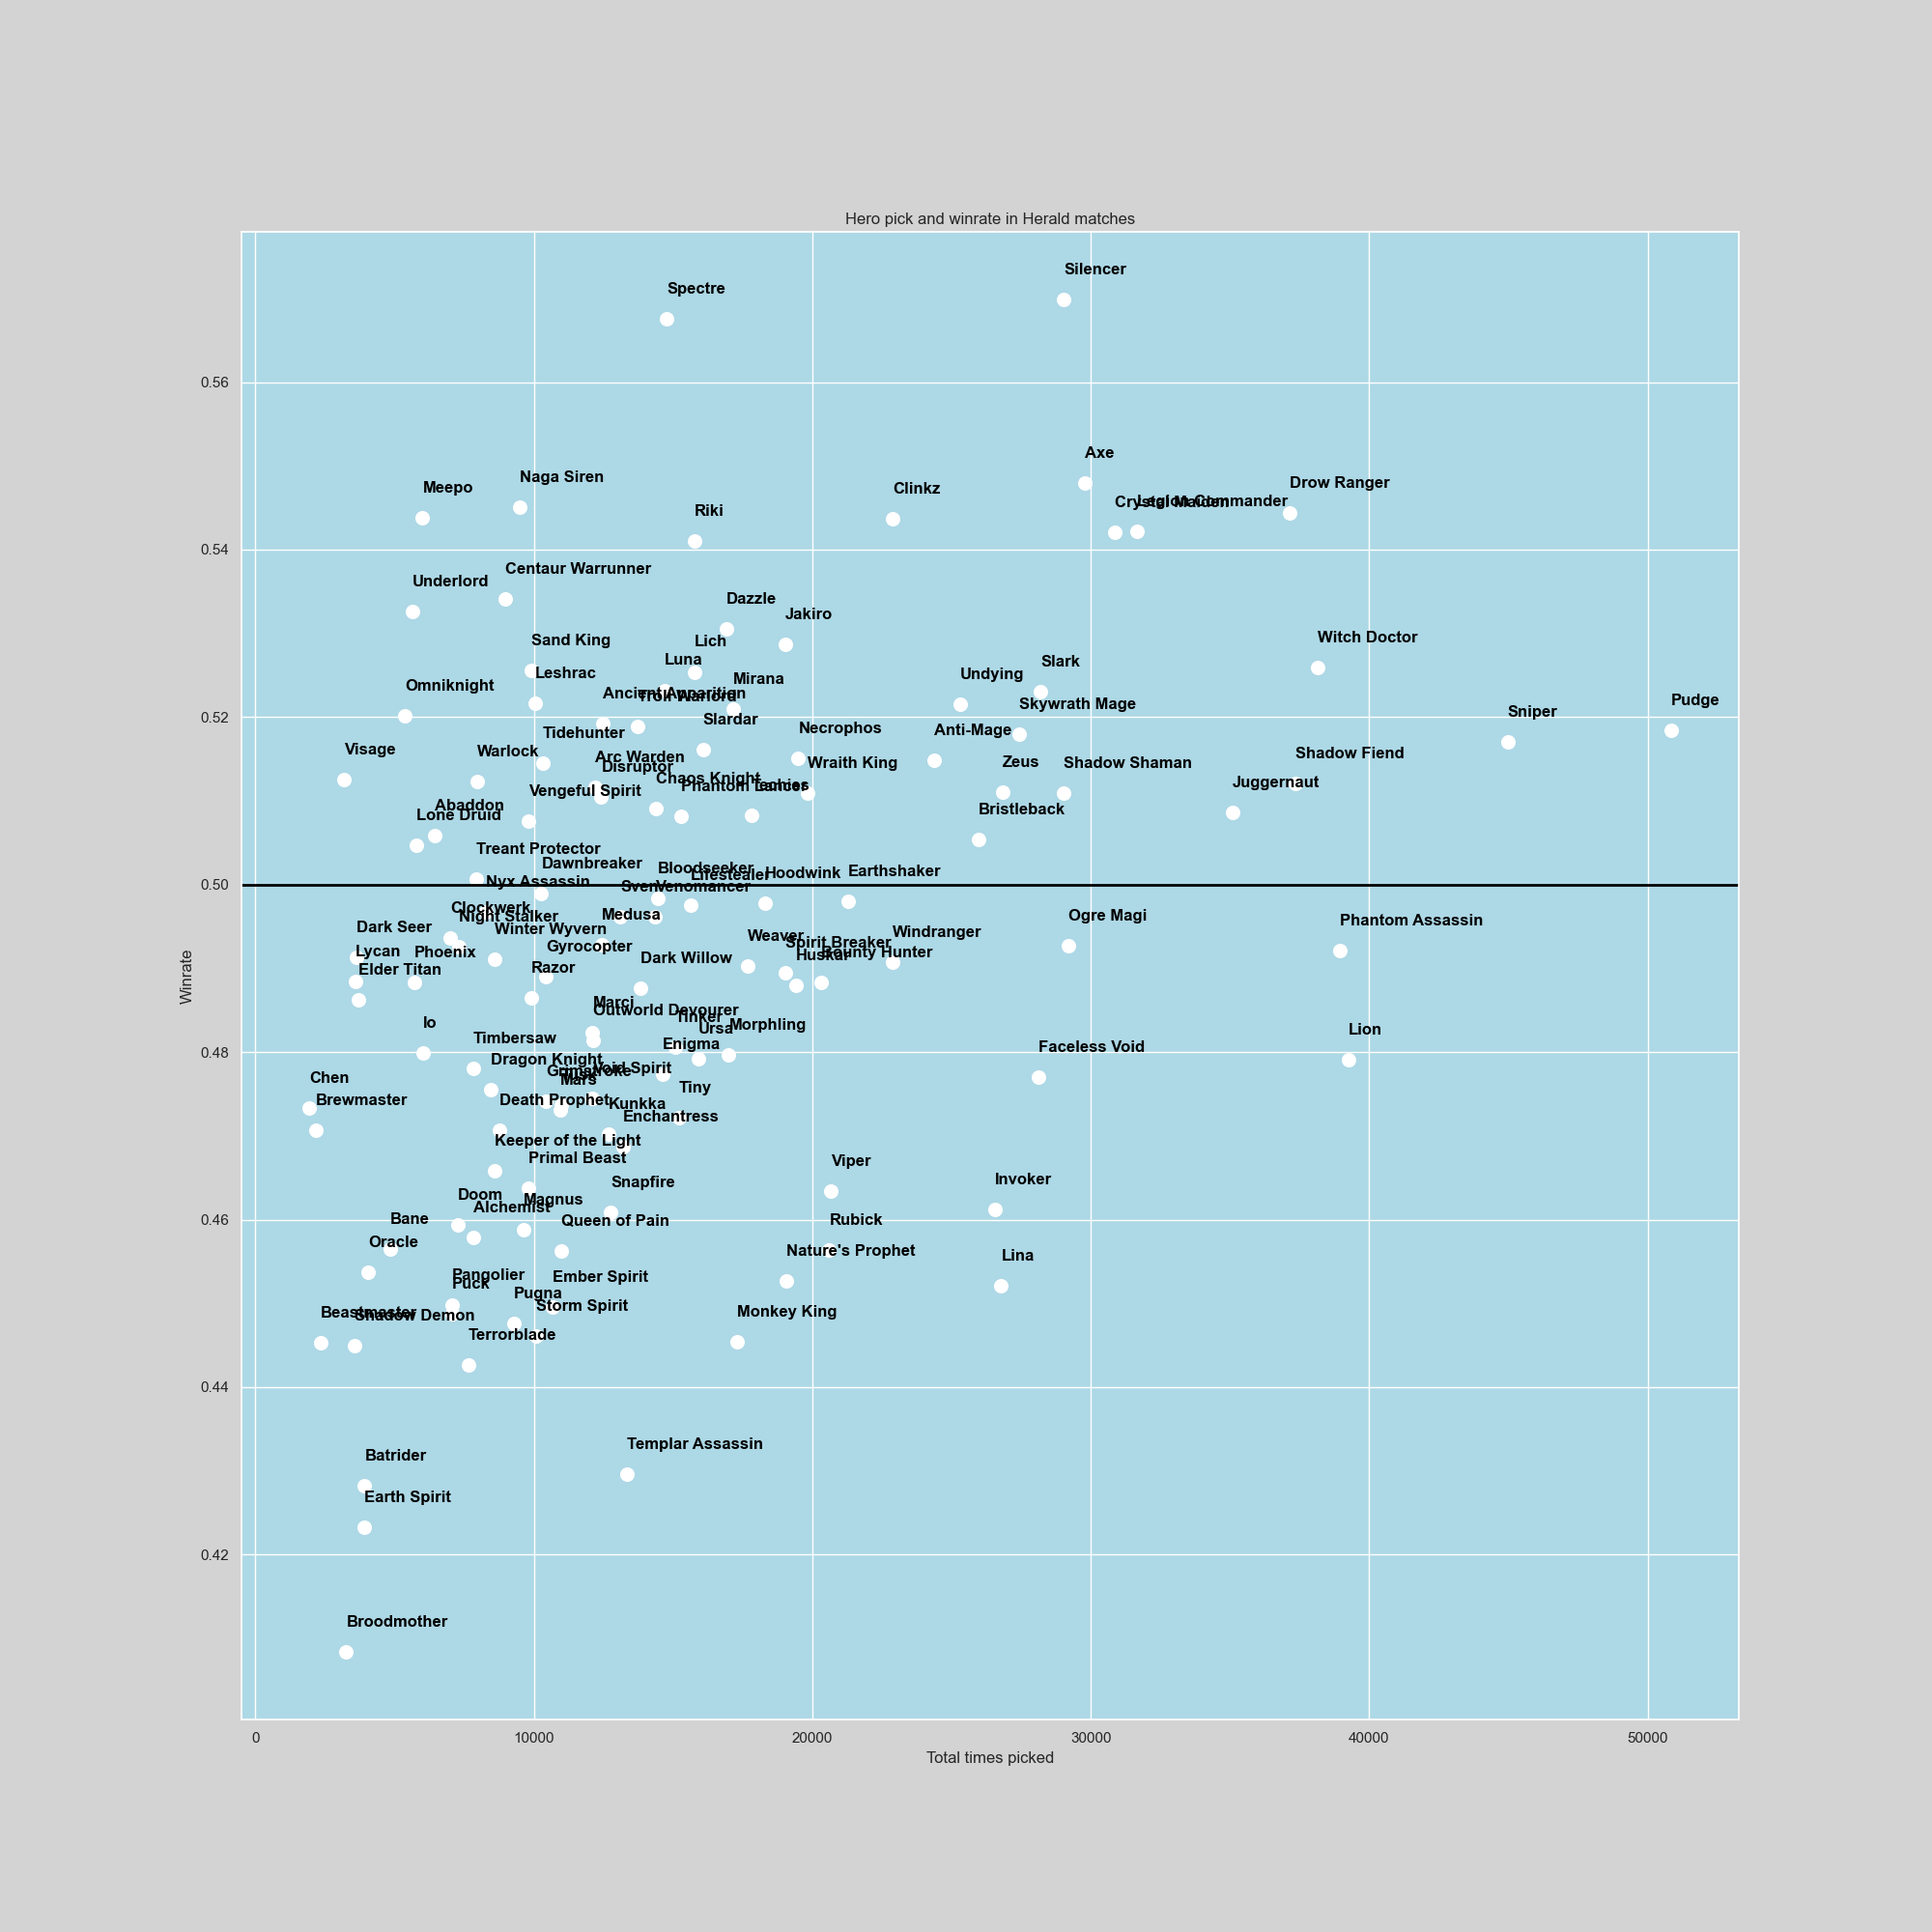 Hero pick and winrate in Herald matches
Silencer
Spectre
0.56
Axe
Naga Siren
Drow Ranger
Meepo
Clinkz
Legion Commander
Crystal Maiden
Riki
0.54
Centaur Warrunner
Underlord
Dazzle
Jakiro
Witch Doctor
Sand King
Lich
Luna
Slark
Leshrac
Undying
Mirana
Omniknight
Ancient Apparition
Troll Warlord
Pudge
Skywrath Mage
Sniper
0.52
Slardar
Necrophos
Anti-Mage
Tidehunter
Visage
Warlock
Shadow Fiend
Arc Warden
Zeus
Wraith King
Shadow Shaman
Disruptor
Chaos Knight
Juggernaut
Phantom Lancer
Techies
Vengeful Spirit
Abaddon
Bristleback
Lone Druid
Treant Protector
Dawnbreaker
Bloodseeker
Earthshaker
Hoodwink
Lifestealer
Nyx Assassin
0.50
Sven
Venomancer
Clockwerk
Medusa
Night Stalker
Ogre Magi
Phantom Assassin
Dark Seer
Winter Wyvern
Windranger
Weaver
Spirit Breaker
Gyrocopter
Lycan
Phoenix
Bounty Hunter
Huskar
Dark Willow
Razor
Elder Titan
Winrate
Marci
Outworld Devourer
Tinker
Io
Morphling
Ursa
Lion
Timbersaw
Enigma
Faceless Void
0.48
Dragon Knight
Void Spirit
Grimstroke
Tusk
Mars
Chen
Tiny
Brewmaster
Death Prophet
Kunkka
Enchantress
Keeper of the Light
Primal Beast
Viper
Invoker
Snapfire
Doom
Magnus
Alchemist
Bane
Queen of Pain
Rubick
0.46
Oracle
Nature's Prophet
Lina
Pangolier
Ember Spirit
Puck
Pugna
Storm Spirit
Beastmaster
Shadow Demon
Monkey King
Terrorblade
0.44
Templar Assassin
Batrider
Earth Spirit
0.42
Broodmother
0 10000 20000 30000 40000 50000
Total times picked